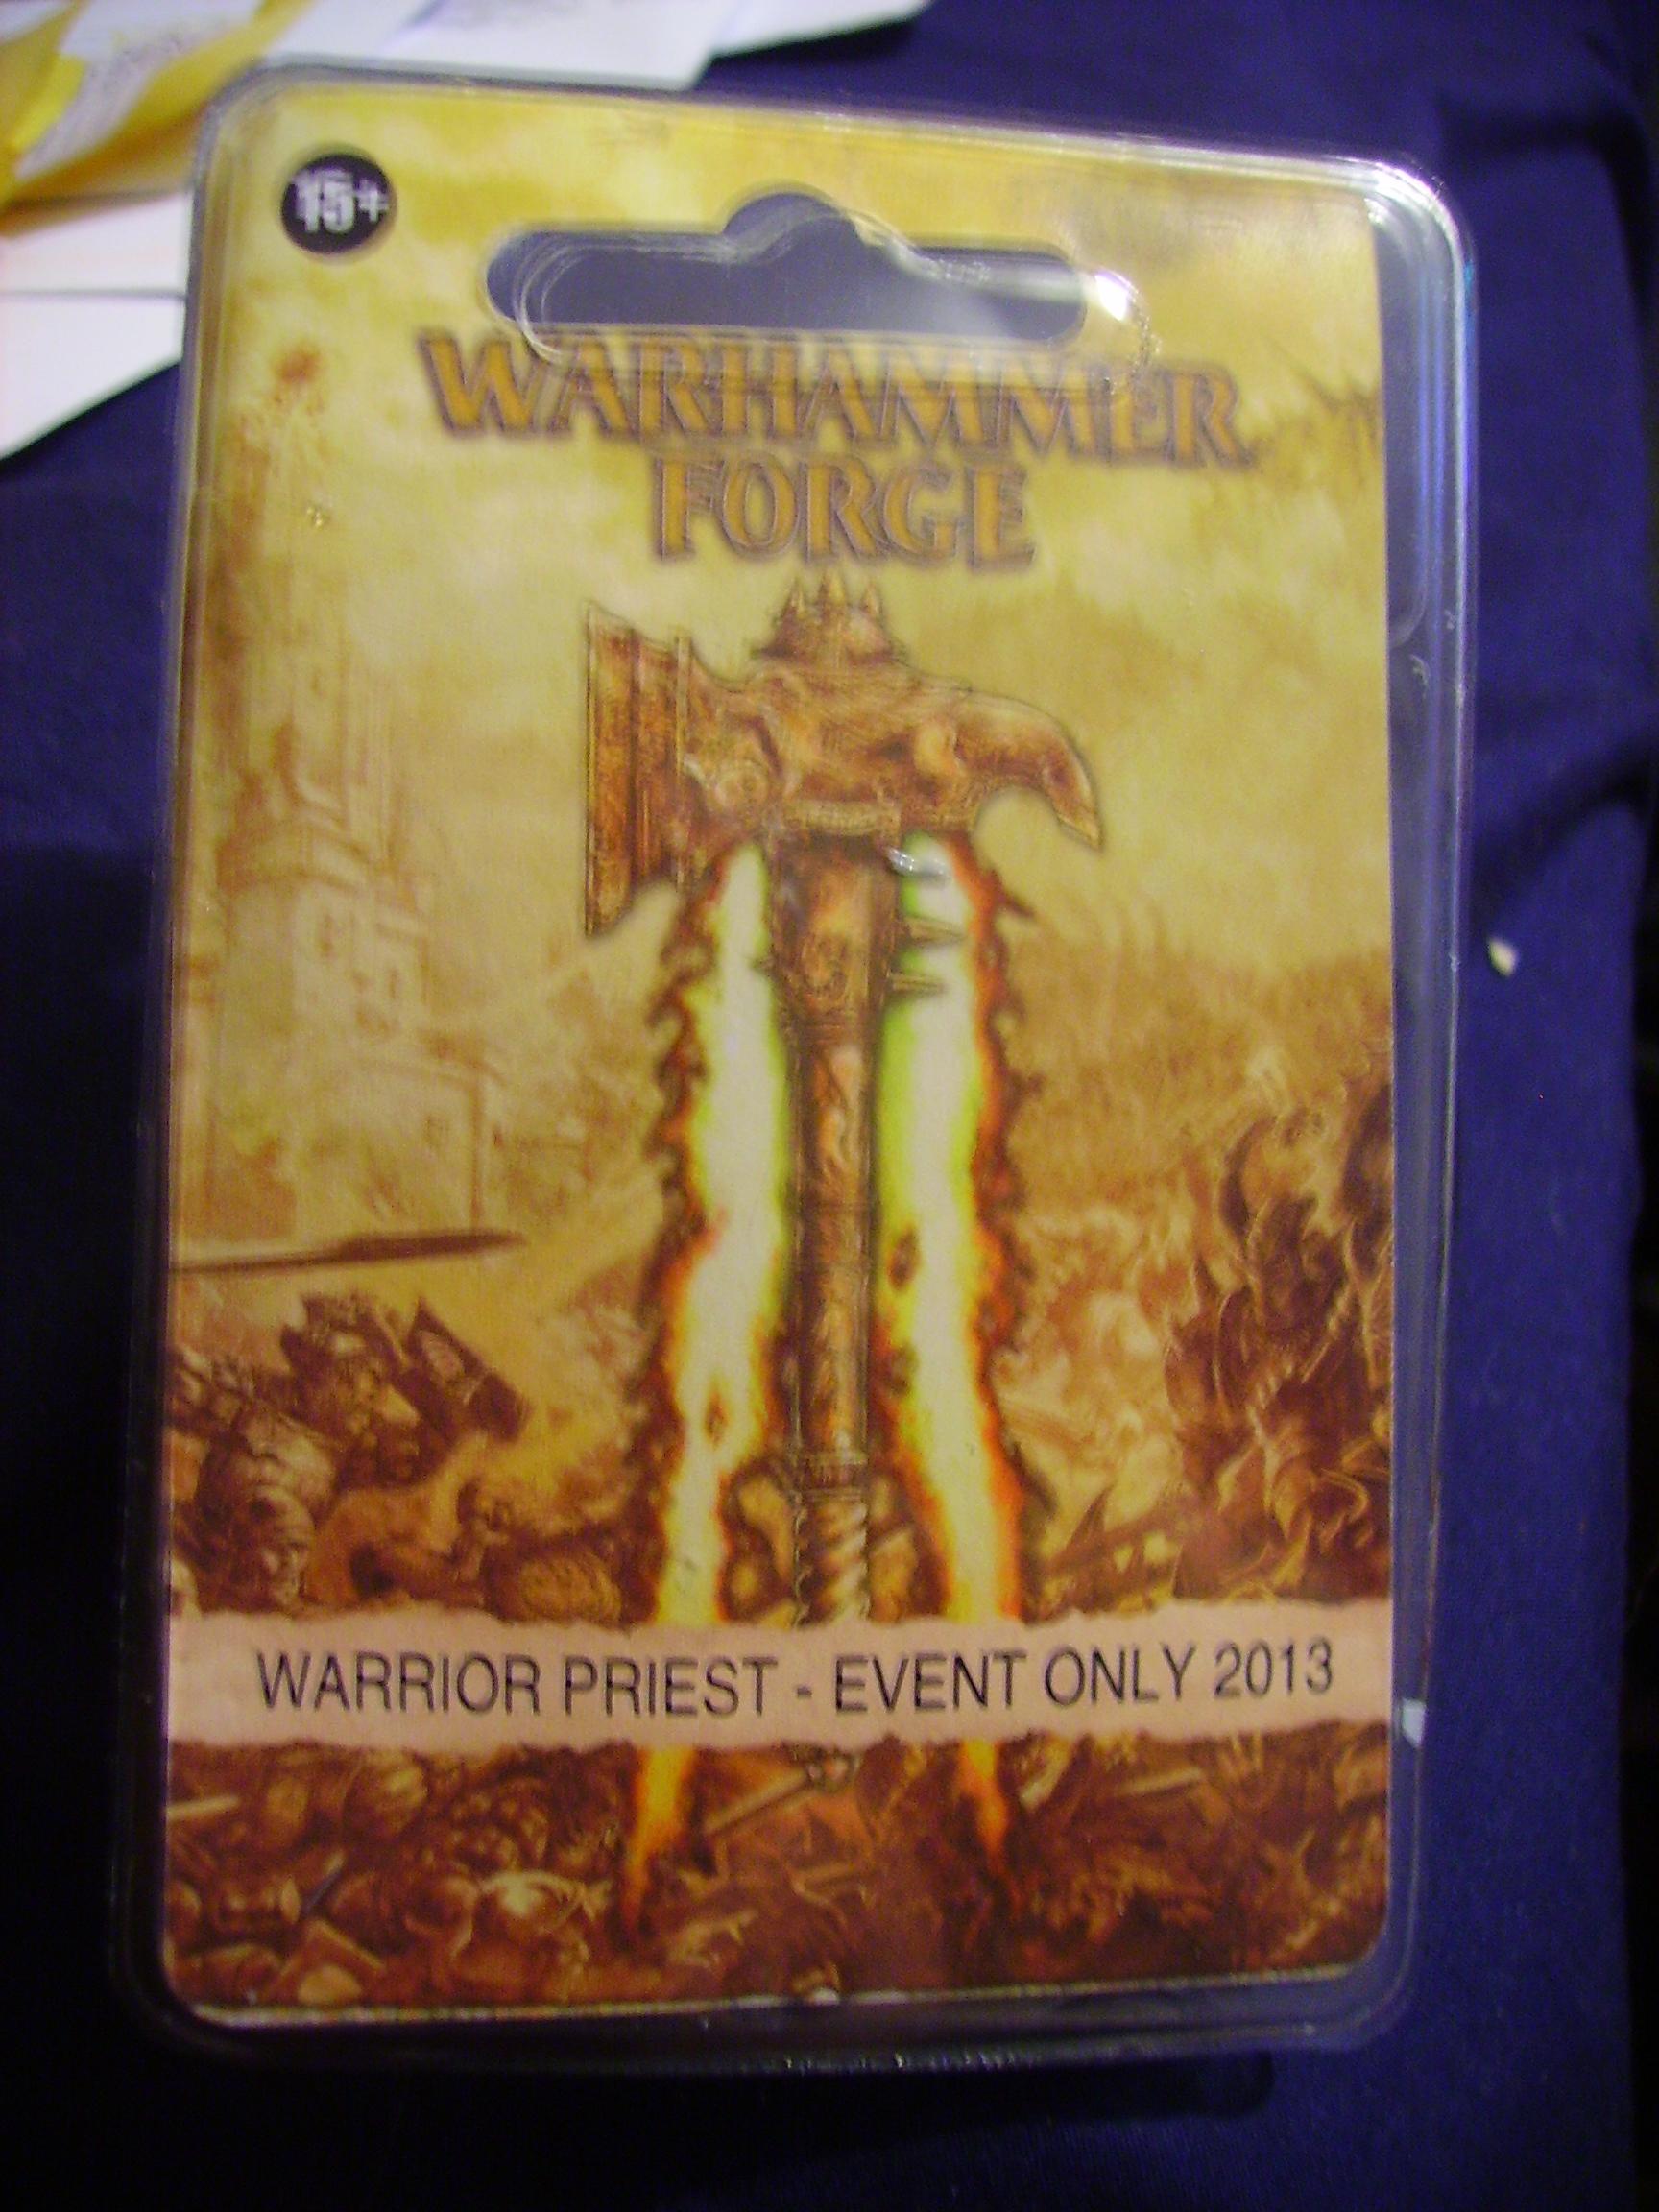 15+
WARHAMMER
FORGE
WARRIOR PRIEST - EVENT ONLY 2013